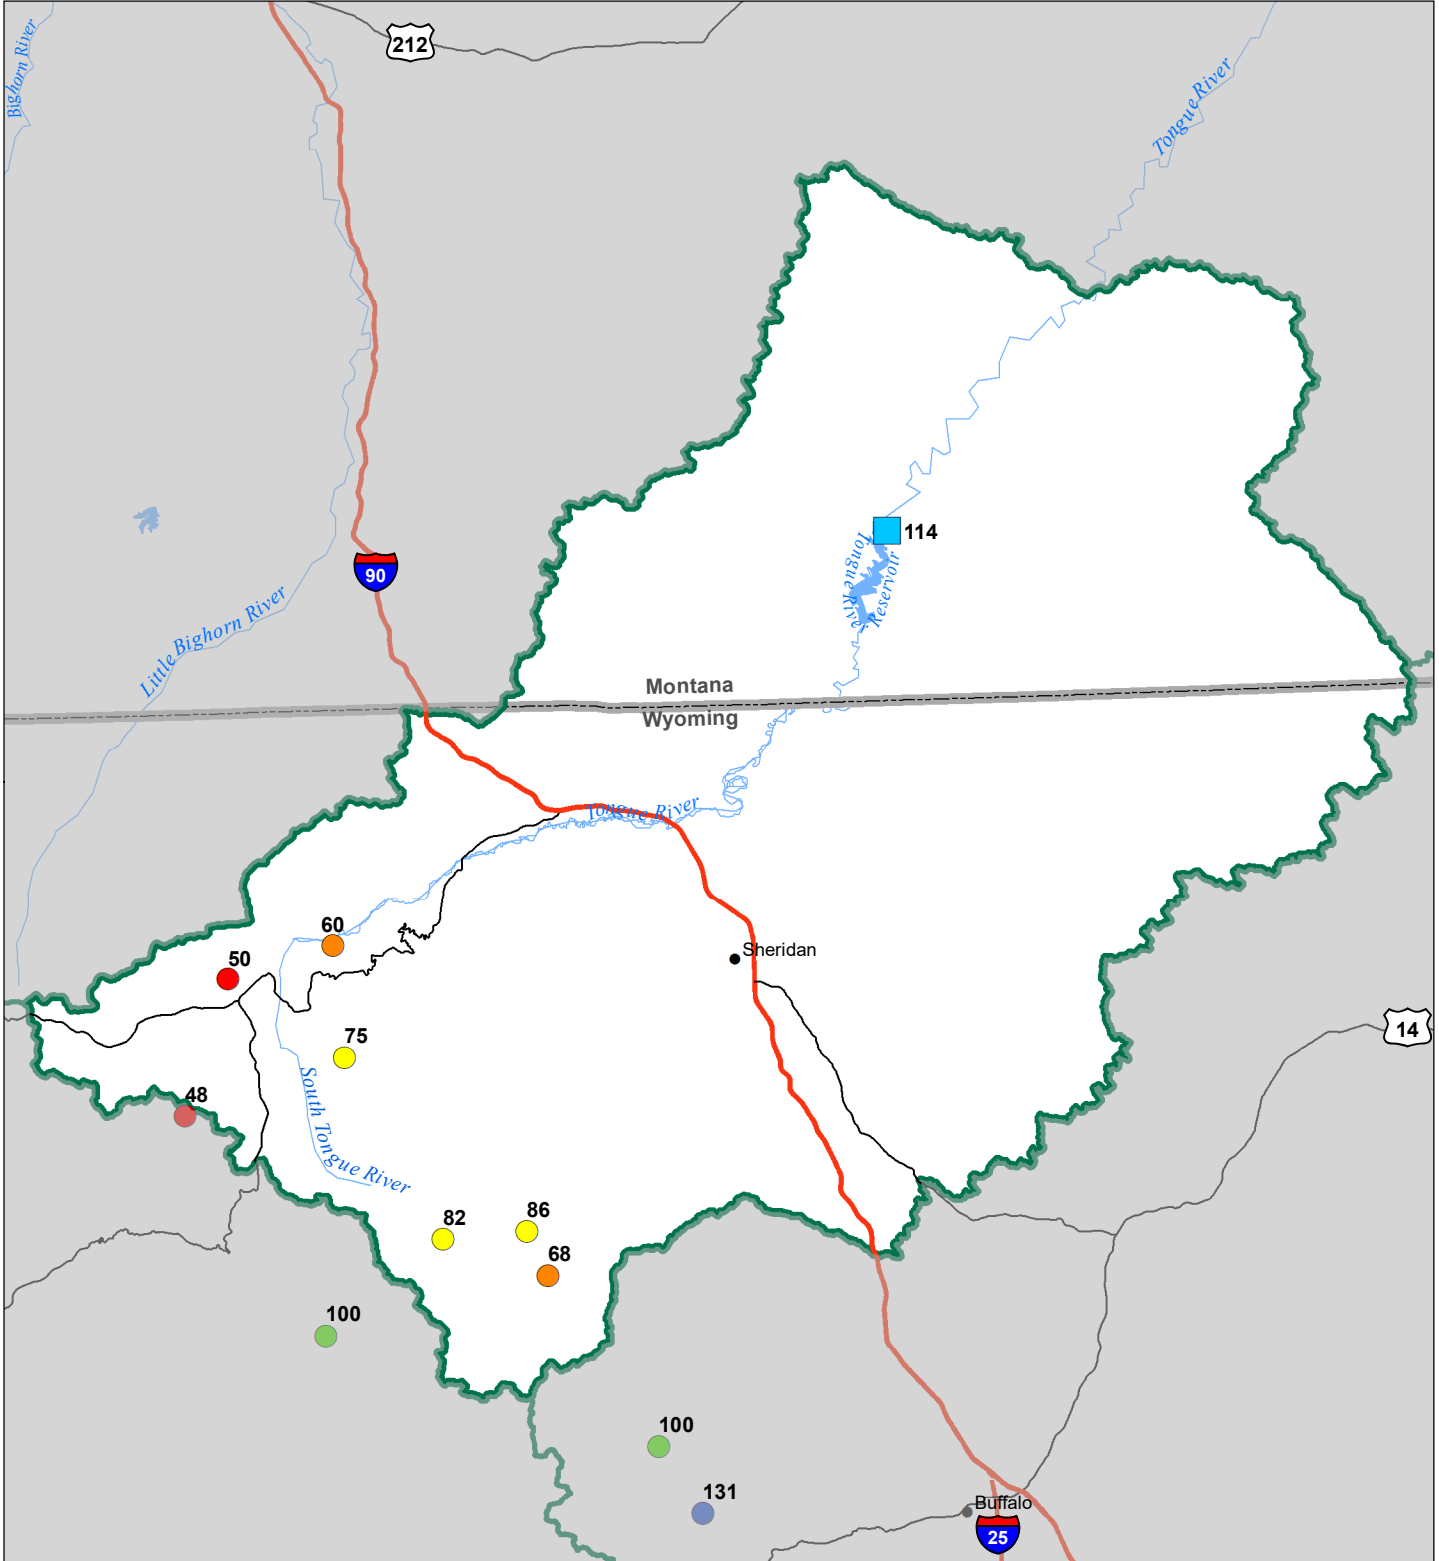 212
Bighorn River
Tongue River
114
Tongue River
Reservoir
90
Little Bighorn River
Montana
Wyoming
Tongue River
60
Sheridan
50
14
75
48
South Tongue River
86
82
68
100
100
131
Buffalo
25